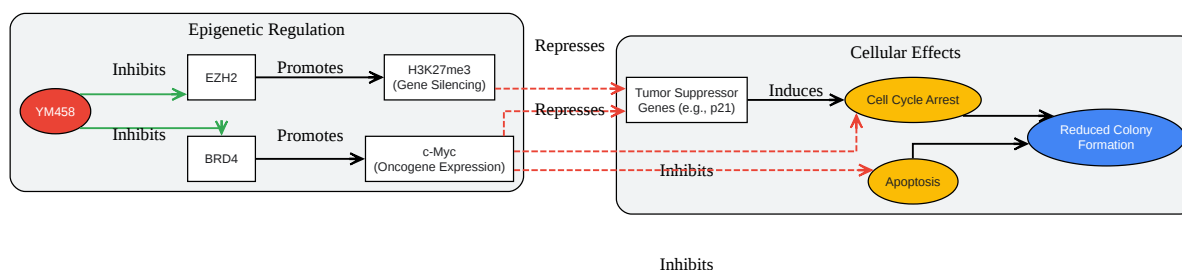 Epigenetic Regulation
Cellular Effects
YM458
Inhibits
EZH2
Promotes
H3K27me3
(Gene Silencing)
Represses
Inhibits
BRD4
Promotes
c-Myc
(Oncogene Expression)
Represses
Tumor Suppressor
Genes (e.g., p21)
Induces
Cell Cycle Arrest
Inhibits
Apoptosis
Reduced Colony
Formation
Inhibits